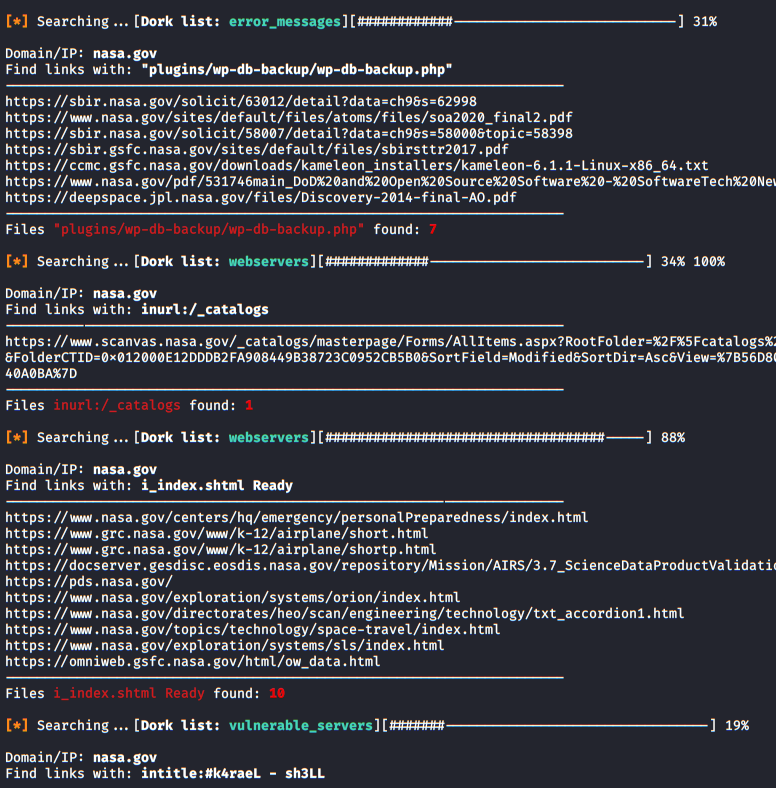 [*] Searching...[Dork list: error_messages][############----------------------------] 31%
Domain/IP: nasa.gov
Find links with: "plugins/wp-db-backup/wp-db-backup.php"
https://sbir.nasa.gov/solicit/63012/detail?data=ch9&s=62998
https://www.nasa.gov/sites/default/files/atoms/files/soa2020_final2.pdf
https://sbir.nasa.gov/solicit/58007/detail?data=ch9&s=58000&topic=58398
https://sbir.gsfc.nasa.gov/sites/default/files/sbirsttr2017.pdf
https://ccmc.gsfc.nasa.gov/downloads/kameleon_installers/kameleon-6.1.1-Linux-x86_64.txt
https://www.nasa.gov/pdf/531746main_DoD%20and%20Open%20Source%20Software%20-%20SoftwareTech%20New
https://deepspace.jpl.nasa.gov/files/Discovery-2014-final-AO.pdf
Files "plugins/wp-db-backup/wp-db-backup.php" found: 7
[*] Searching...[Dork list: webservers][#############---------------------------] 34% 100%
Domain/IP: nasa.gov
Find links with: inurl:/_catalogs
https://www.scanvas.nasa.gov/_catalogs/masterpage/Forms/AllItems.aspx?RootFolder=%2F%5Fcatalogs%2
&FolderCTID=0×012000E12DDDB2FA908449B38723C0952CB5B0&SortField=Modified&SortDir=Asc&View=%7B56D80
40A0BA%7D
Files inurl:/_catalogs found: 1
[*] Searching...[Dork list: webservers][###################################-----] 88%
Domain/IP: nasa.gov
Find links with: i_index.shtml Ready
https://www.nasa.gov/centers/hq/emergency/personalPreparedness/index.html
https://www.grc.nasa.gov/www/k-12/airplane/short.html
https://www.grc.nasa.gov/www/k-12/airplane/shortp.html
https://docserver.gesdisc.eosdis.nasa.gov/repository/Mission/AIRS/3.7_ScienceDataProductValidatio
https://pds.nasa.gov/
https://www.nasa.gov/exploration/systems/orion/index.html
https://www.nasa.gov/directorates/heo/scan/engineering/technology/txt_accordion1.html
https://www.nasa.gov/topics/technology/space-travel/index.html
https://www.nasa.gov/exploration/systems/sls/index.html
https://omniweb.gsfc.nasa.gov/html/ow_data.html
Files i_index.shtml Ready found: 10
[*] Searching...[Dork list: vulnerable_servers][#######---------------------------------] 19%
Domain/IP: nasa.gov
Find links with: intitle:#k4raeL - sh3LL